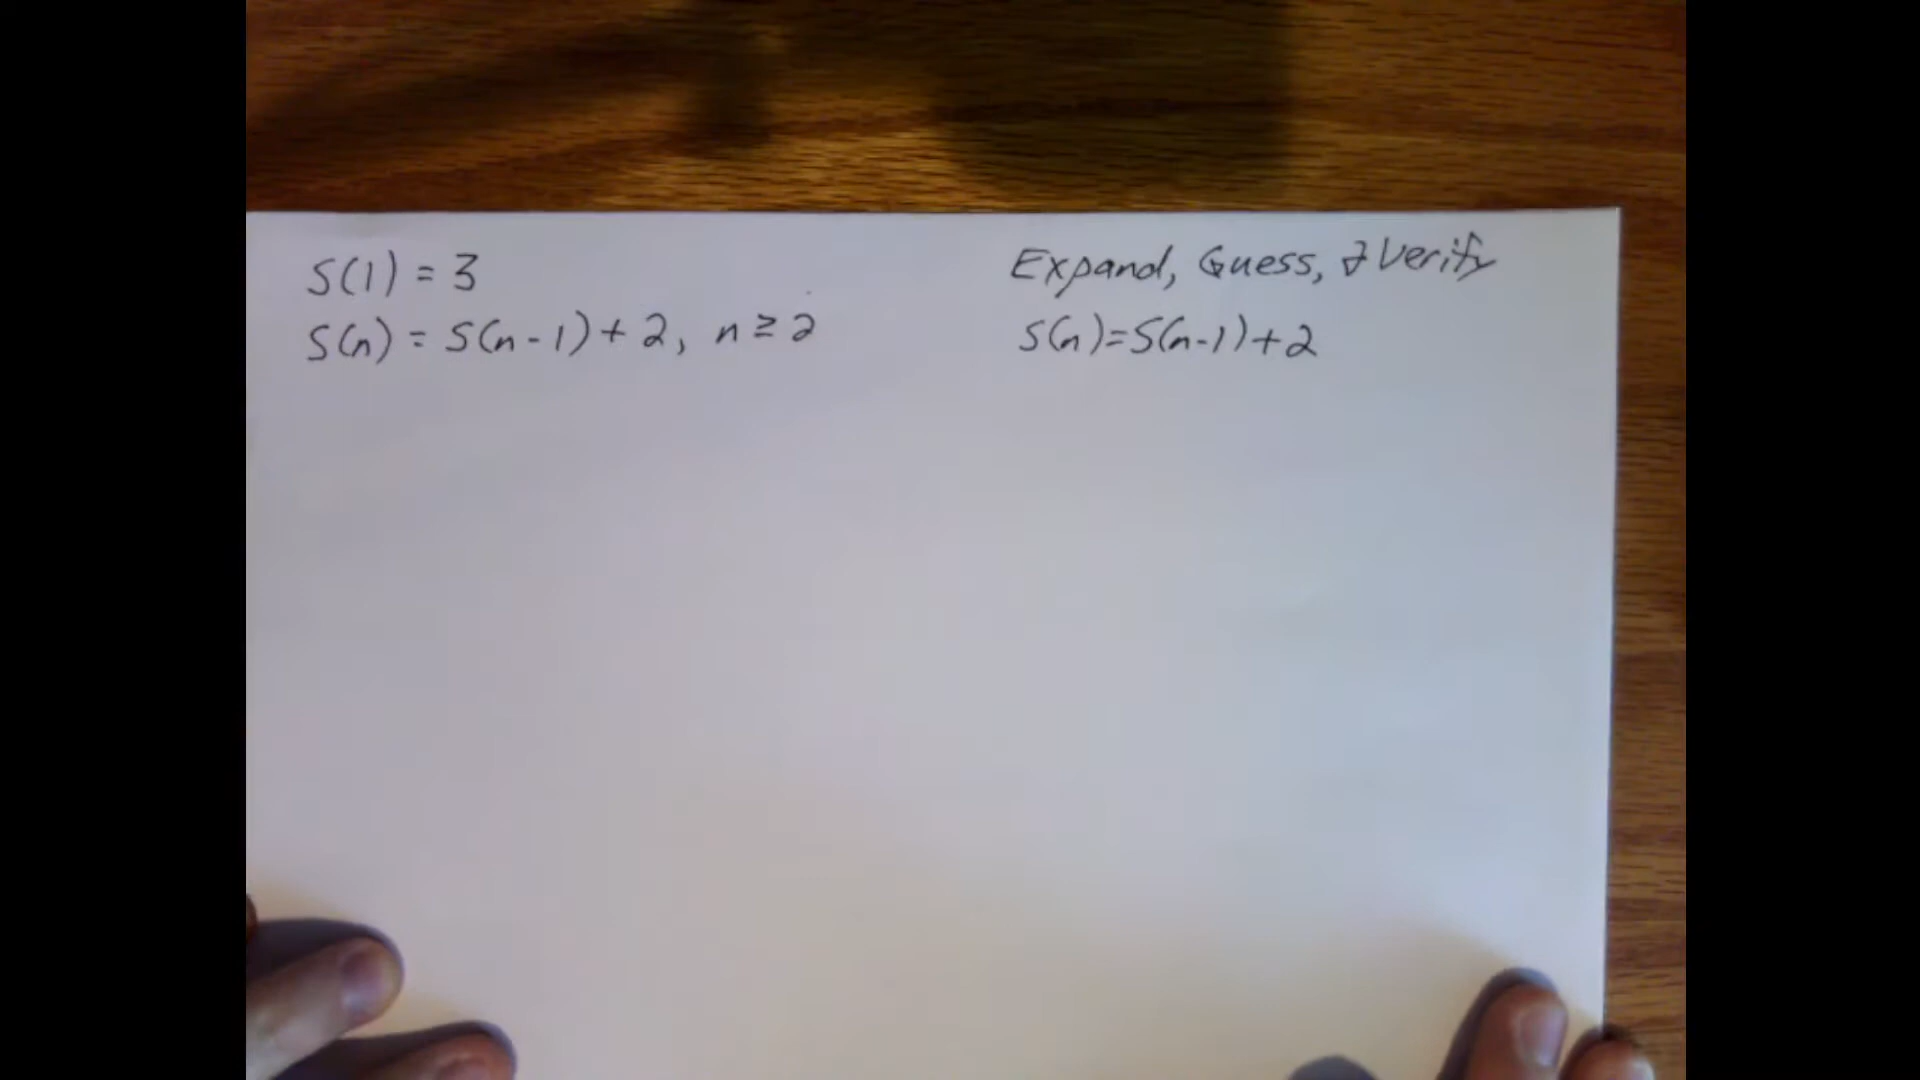 S(1) = 3
S(n) = S(n-1) + 2, n ≥ 2
Expand, Guess, & Verify
S(n)=S(n-1)+2